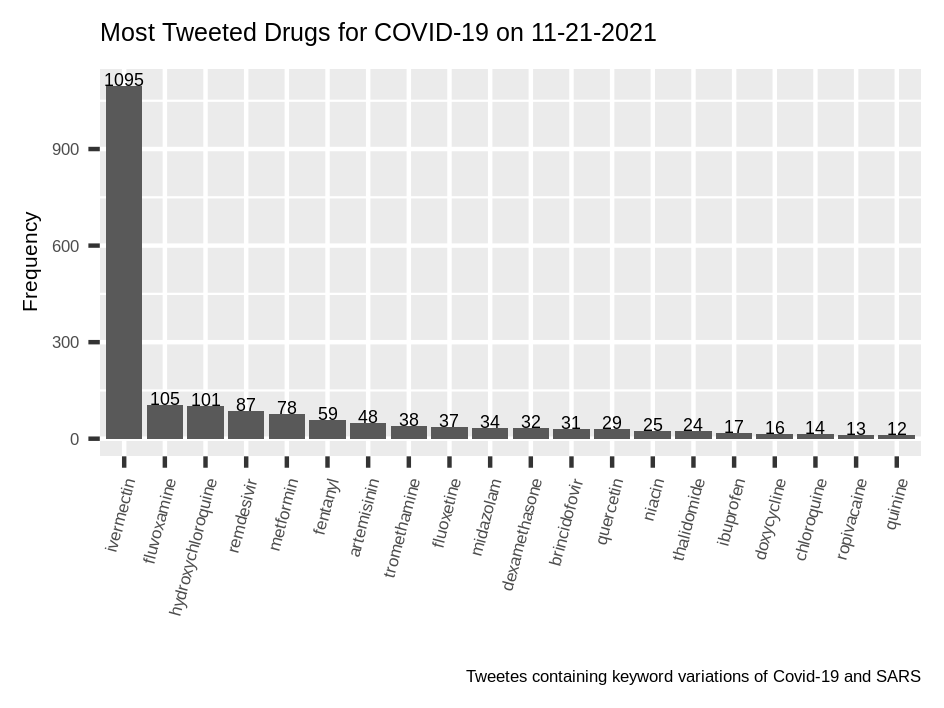 Most Tweeted Drugs for COVID-19 on 11-21-2021
Frequency
900
600
300
0
1095
105
101
87
78
59
48
38
37
34
32
31
29
25
24
17
16
14
13
12
ivermectin
fluvoxamine
hydroxychloroquine
remdesivir
metformin
fentanyl
artemisinin
tromethamine
fluoxetine
midazolam
dexamethasone
brincidofovir
quercetin
niacin
thalidomide
ibuprofen
doxycycline
chloroquine
ropivacaine
quinine
Tweetes containing keyword variations of Covid-19 and SARS